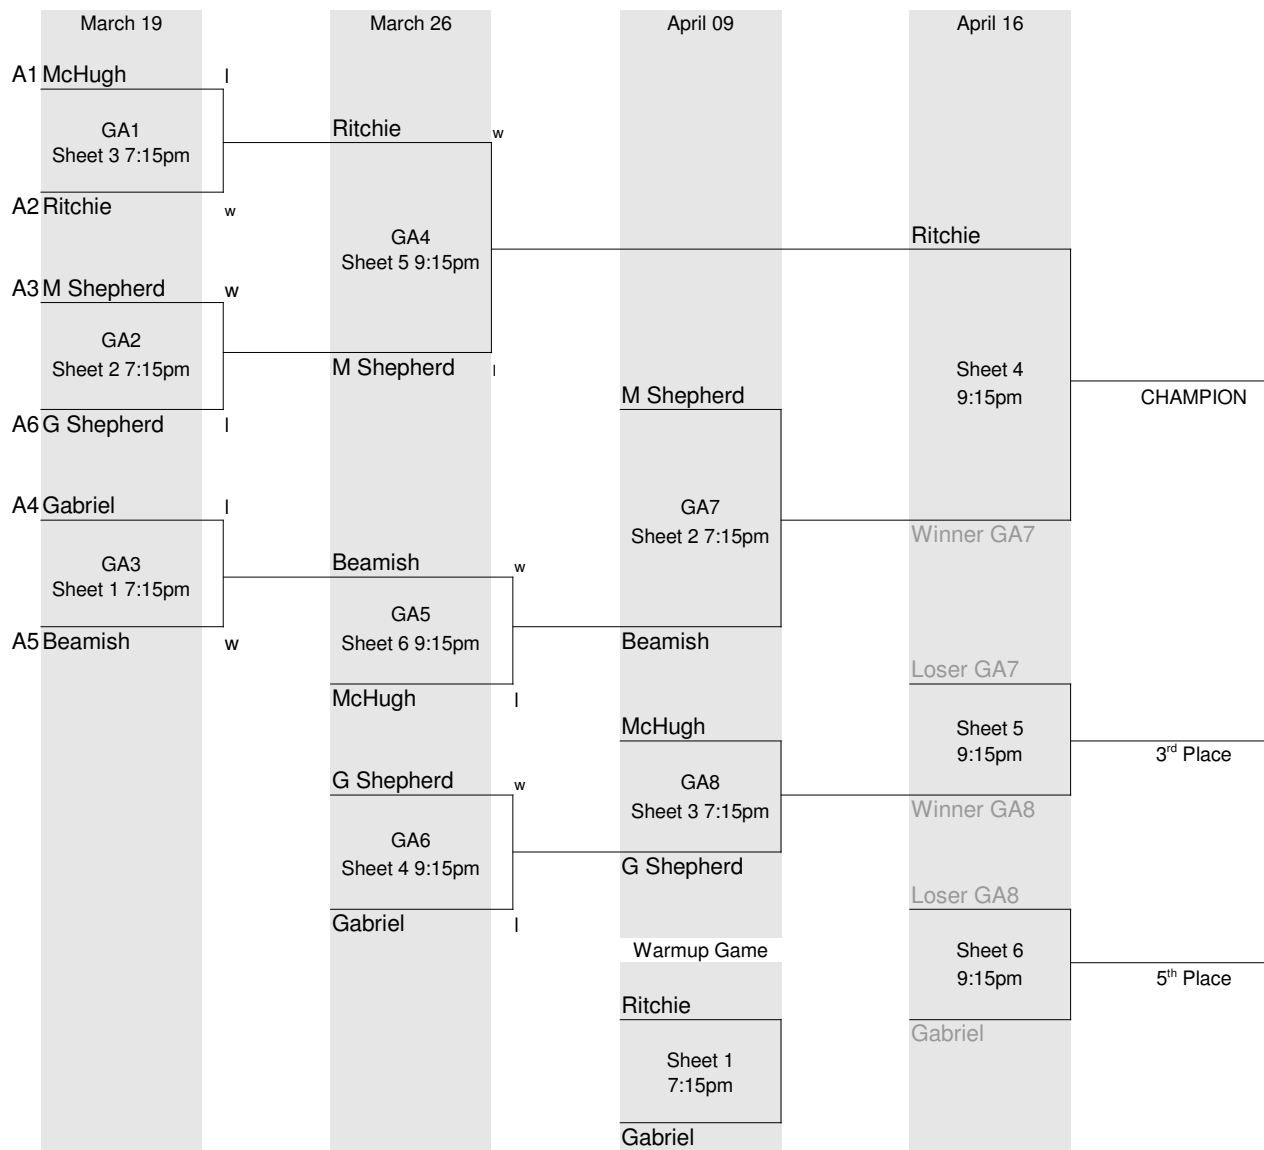 March 19
March 26
April 09
April 16
A1 McHugh l
GA1
Sheet 3 7:15pm
A2 Ritchie w
A3 M Shepherd w
GA2
Sheet 2 7:15pm
A6 G Shepherd l
A4 Gabriel l
GA3
Sheet 1 7:15pm
A5 Beamish w
Ritchie w
GA4
Sheet 5 9:15pm
M Shepherd l
Beamish w
GA5
Sheet 6 9:15pm
McHugh l
G Shepherd w
GA6
Sheet 4 9:15pm
Gabriel l
M Shepherd
GA7
Sheet 2 7:15pm
Beamish
McHugh
GA8
Sheet 3 7:15pm
G Shepherd
Warmup Game
Ritchie
Sheet 1
7:15pm
Gabriel
Ritchie
Sheet 4
9:15pm
Winner GA7
CHAMPION
Loser GA7
Sheet 5
9:15pm
Winner GA8
3rd Place
Loser GA8
Sheet 6
9:15pm
Gabriel
5th Place